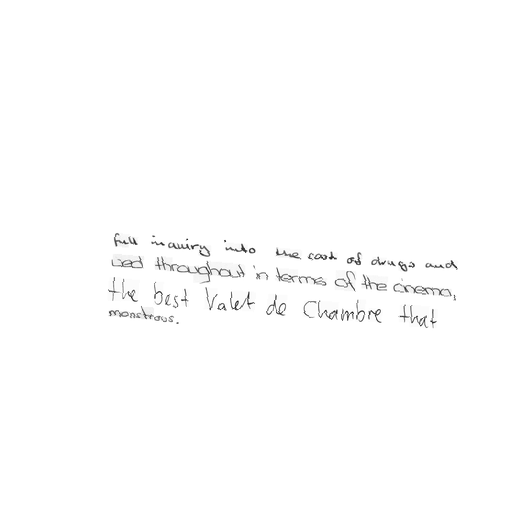 full inquiry into the cost of drugs and
used throughout in terms of the cinema,
the best Valet de Chambre that
monstrous.